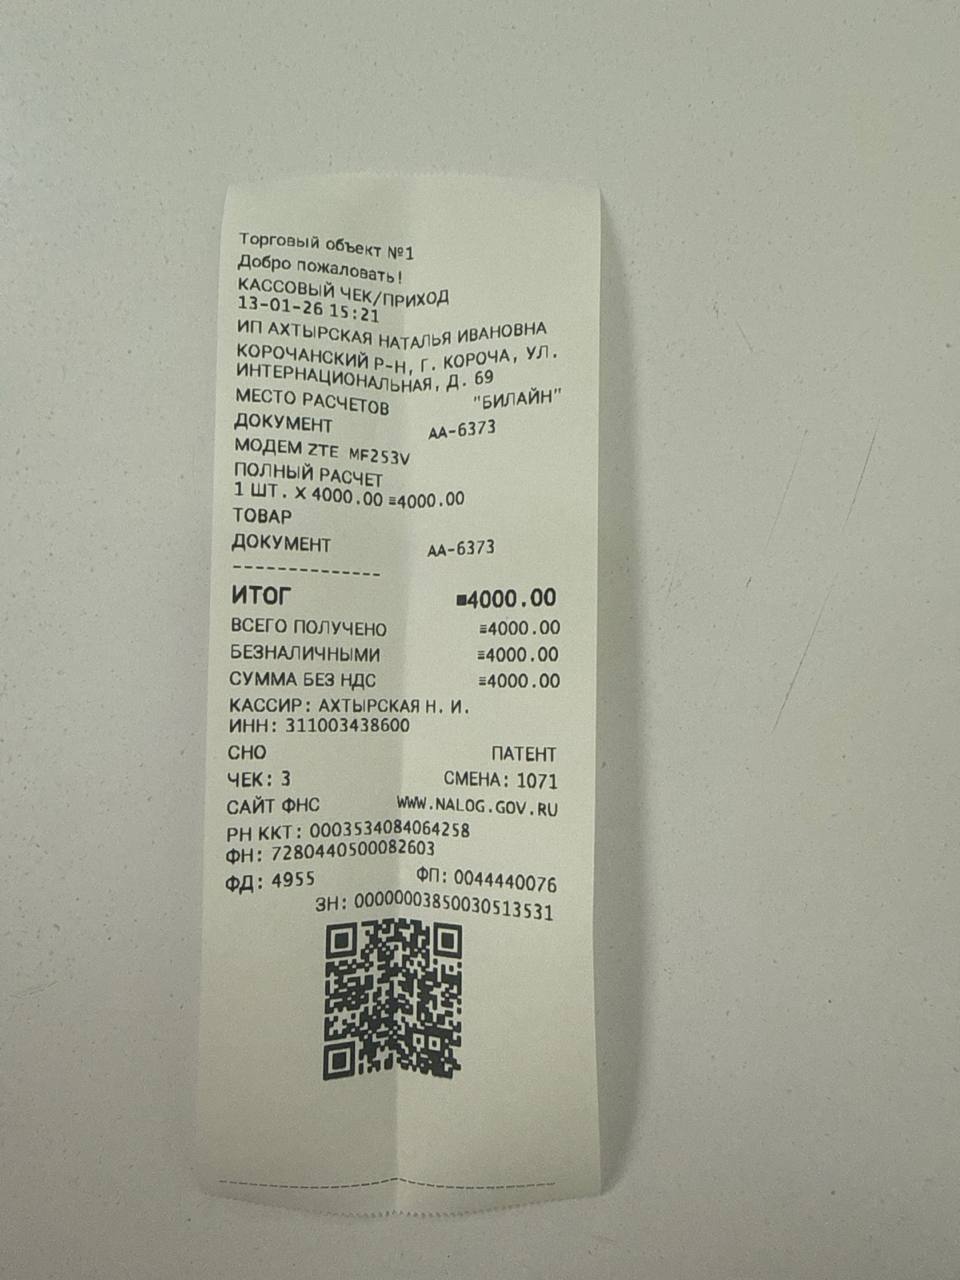 Торговый объект №1
Добро пожаловать!
КАССОВЫЙ ЧЕК/ПРИХОД
13-01-26 15:21
ИП АХТЫРСКАЯ НАТАЛЬЯ ИВАНОВНА
КОРОЧАНСКИЙ Р-Н, Г. КОРОЧА, УЛ.
ИНТЕРНАЦИОНАЛЬНАЯ, Д. 69
МЕСТО РАСЧЕТОВ "БИЛАЙН"
ДОКУМЕНТ АА-6373
МОДЕМ ZTE MF253V
ПОЛНЫЙ РАСЧЕТ
1 ШТ. X 4000.00 ≡4000.00
ТОВАР
ДОКУМЕНТ АА-6373
--------------
ИТОГ ≡4000.00
ВСЕГО ПОЛУЧЕНО ≡4000.00
БЕЗНАЛИЧНЫМИ ≡4000.00
СУММА БЕЗ НДС ≡4000.00
КАССИР: АХТЫРСКАЯ Н. И.
ИНН: 311003438600
СНО ПАТЕНТ
ЧЕК: 3 СМЕНА: 1071
САЙТ ФНС WWW.NALOG.GOV.RU
РН ККТ: 0003534084064258
ФН: 7280440500082603
ФД: 4955 ФП: 0044440076
ЗН: 00000003850030513531